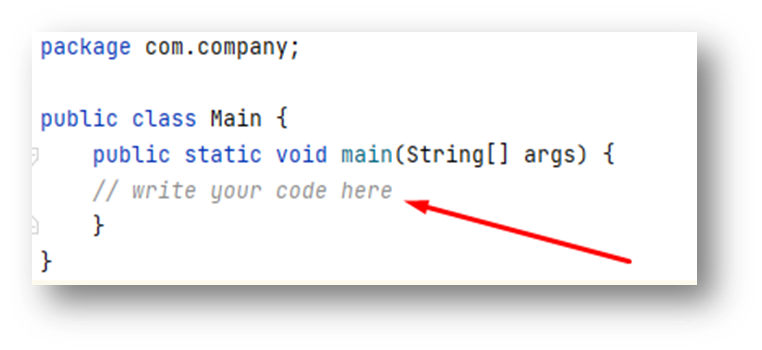 package com.company;
public class Main {
public static void main(String[] args) {
// write your code here
}
}